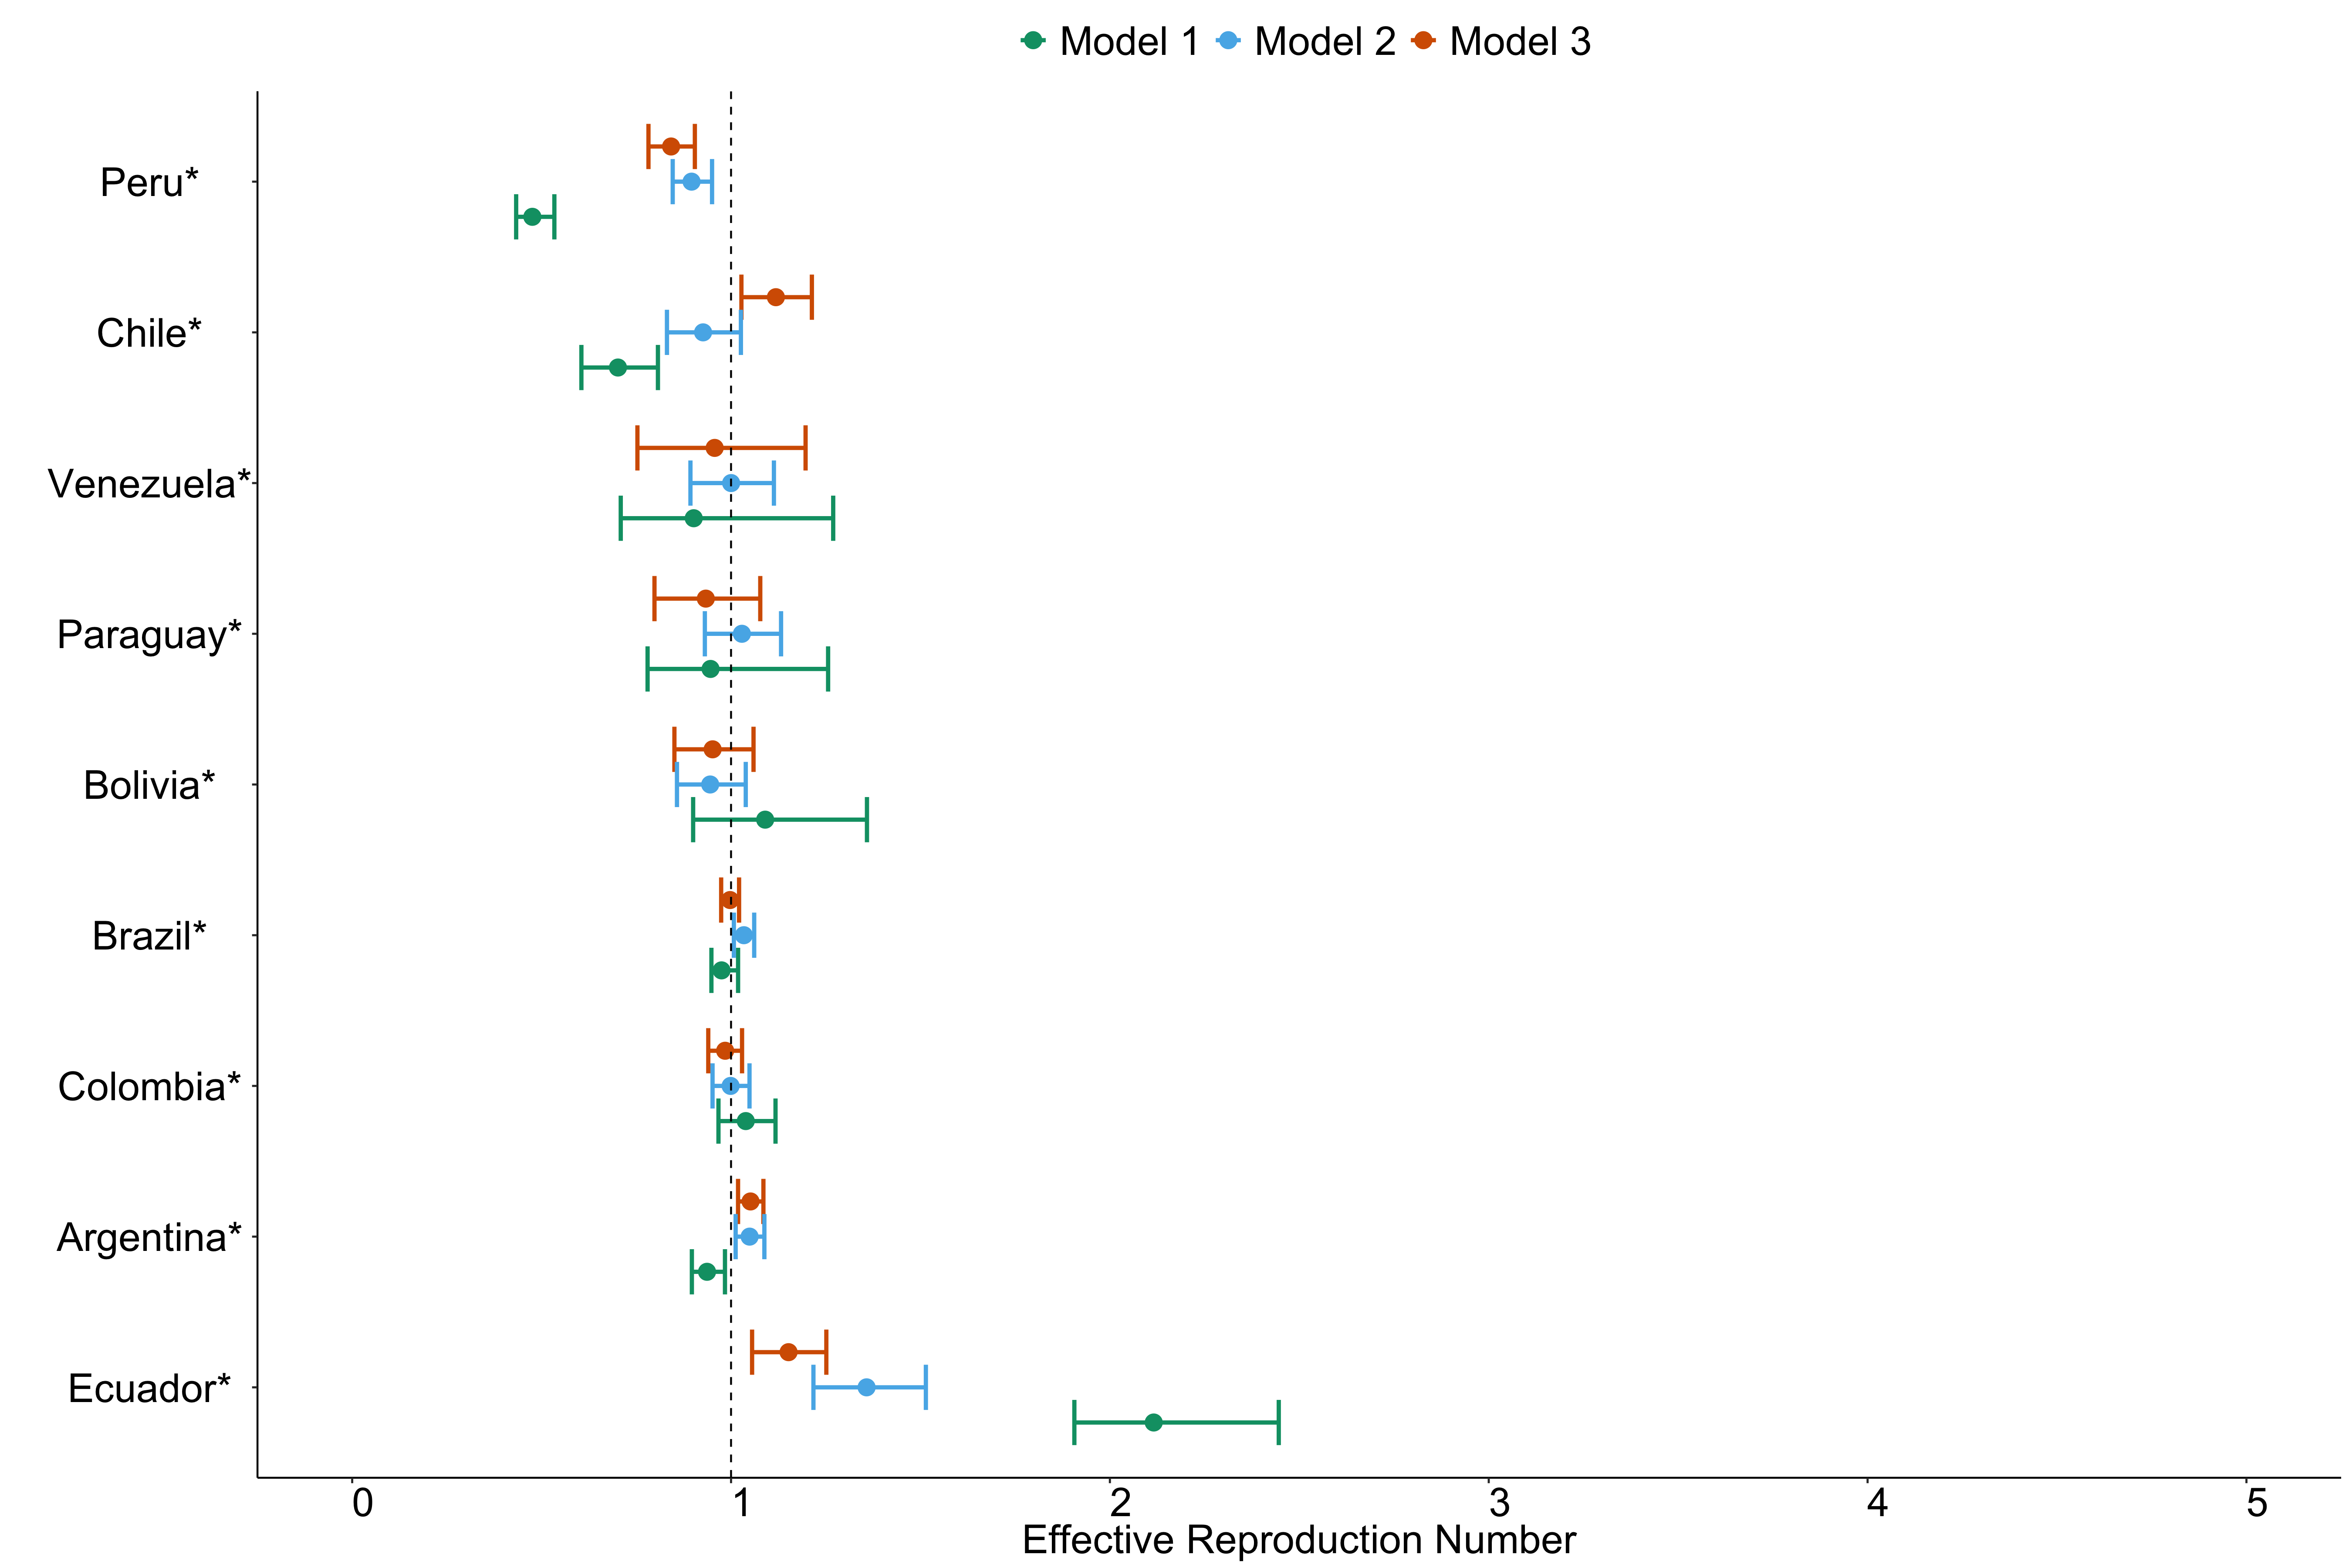 Model 1 Model 2 Model 3
Peru*
Chile*
Venezuela*
Paraguay*
Bolivia*
Brazil*
Colombia*
Argentina*
Ecuador*
0 1 2 3 4 5
Effective Reproduction Number